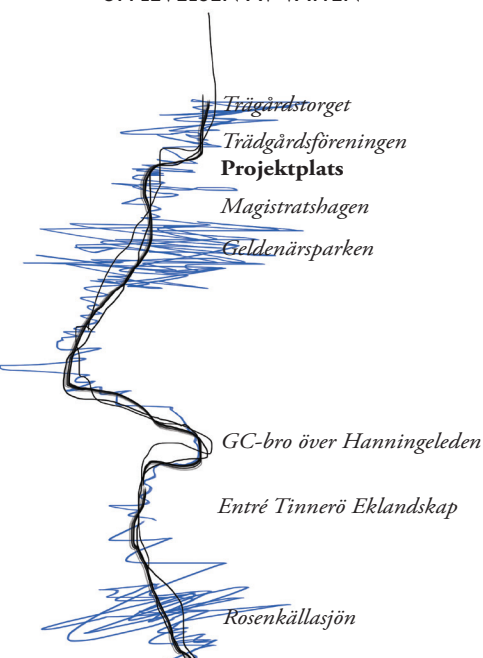 Trägårdstorget
Trädgårdsföreningen
Projektplats
Magistratshagen
Geldenärsparken
GC-bro över Hanningeleden
Entré Tinnerö Eklandskap
Rosenkällasjön